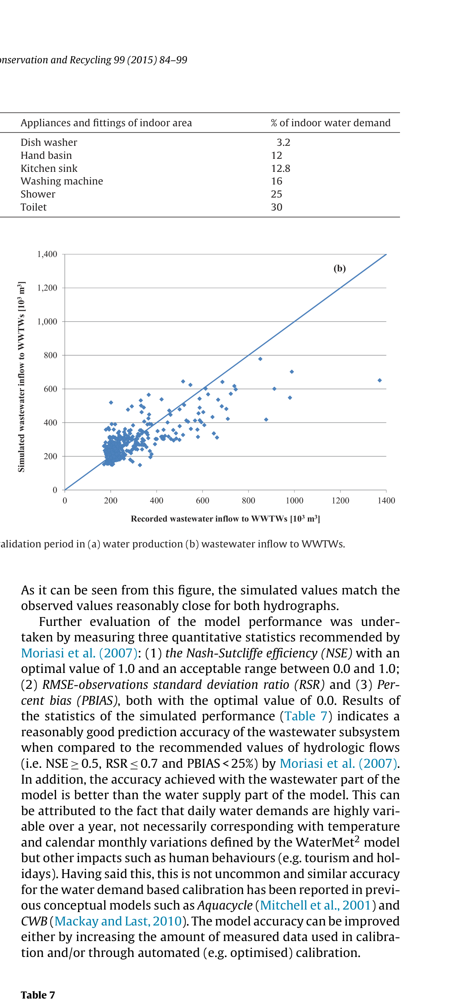 onservation and Recycling 99 (2015) 84–99
Appliances and fittings of indoor area % of indoor water demand
Dish washer 3.2
Hand basin 12
Kitchen sink 12.8
Washing machine 16
Shower 25
Toilet 30
1,400
(b)
1,200
1,000
800
600
400
200
0
Simulated wastewater inflow to WWTWs [10³ m³]
0 200 400 600 800 1000 1200 1400
Recorded wastewater inflow to WWTWs [10³ m³]
alidation period in (a) water production (b) wastewater inflow to WWTWs.
As it can be seen from this figure, the simulated values match the
observed values reasonably close for both hydrographs.
Further evaluation of the model performance was under-
taken by measuring three quantitative statistics recommended by
Moriasi et al. (2007): (1) the Nash-Sutcliffe efficiency (NSE) with an
optimal value of 1.0 and an acceptable range between 0.0 and 1.0;
(2) RMSE-observations standard deviation ratio (RSR) and (3) Per-
cent bias (PBIAS), both with the optimal value of 0.0. Results of
the statistics of the simulated performance (Table 7) indicates a
reasonably good prediction accuracy of the wastewater subsystem
when compared to the recommended values of hydrologic flows
(i.e. NSE ≥ 0.5, RSR ≤ 0.7 and PBIAS < 25%) by Moriasi et al. (2007).
In addition, the accuracy achieved with the wastewater part of the
model is better than the water supply part of the model. This can
be attributed to the fact that daily water demands are highly vari-
able over a year, not necessarily corresponding with temperature
and calendar monthly variations defined by the WaterMet² model
but other impacts such as human behaviours (e.g. tourism and hol-
idays). Having said this, this is not uncommon and similar accuracy
for the water demand based calibration has been reported in previ-
ous conceptual models such as Aquacycle (Mitchell et al., 2001) and
CWB (Mackay and Last, 2010). The model accuracy can be improved
either by increasing the amount of measured data used in calibra-
tion and/or through automated (e.g. optimised) calibration.
Table 7